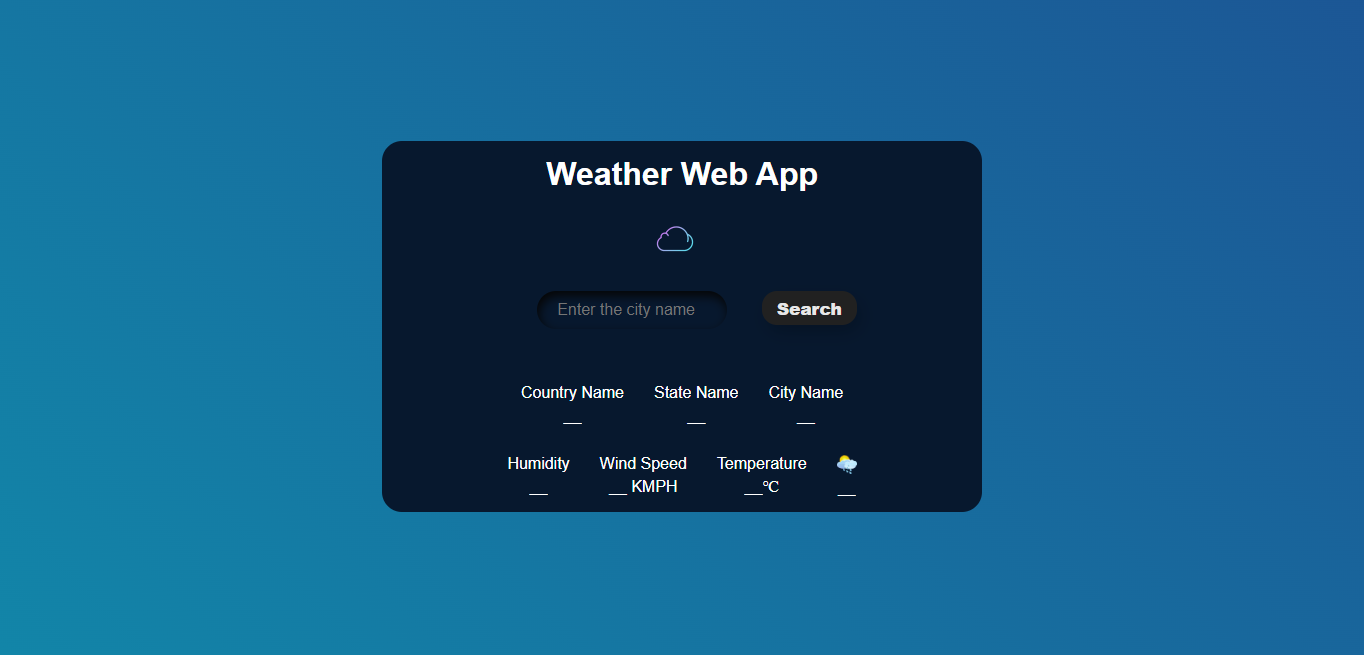 Weather Web App
Enter the city name
Search
Country Name State Name City Name
__ __ __
Humidity Wind Speed Temperature
__ __ KMPH __°C __